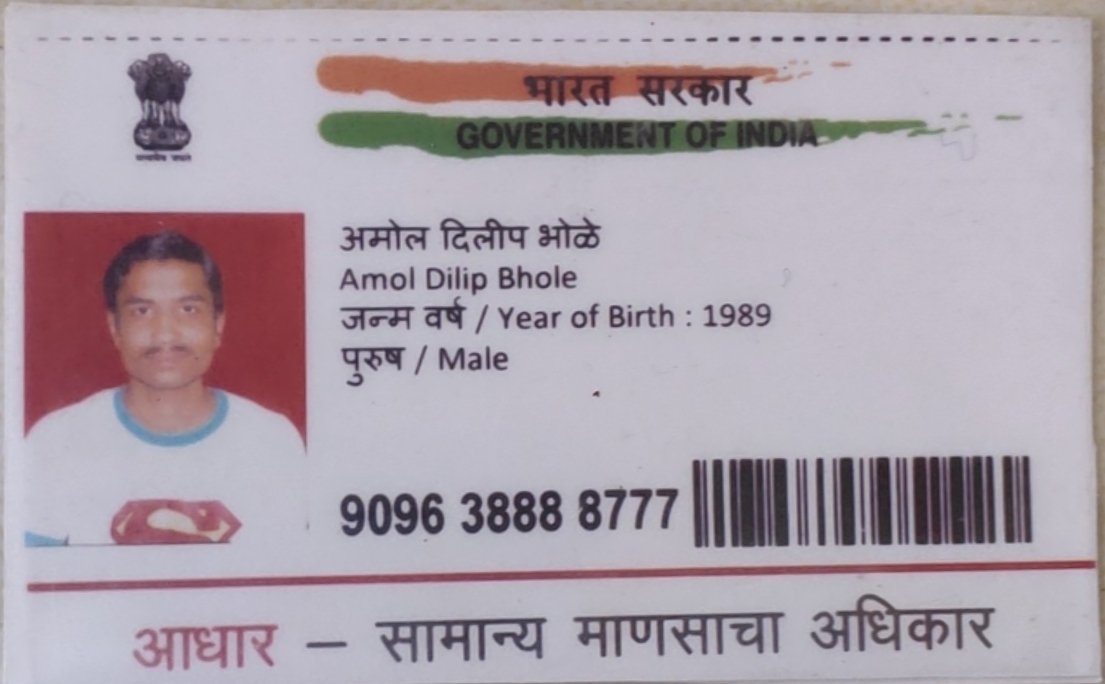 भारत सरकार
GOVERNMENT OF INDIA
अमोल दिलीप भोळे
Amol Dilip Bhole
जन्म वर्ष / Year of Birth : 1989
पुरुष / Male
9096 3888 8777
आधार – सामान्य माणसाचा अधिकार